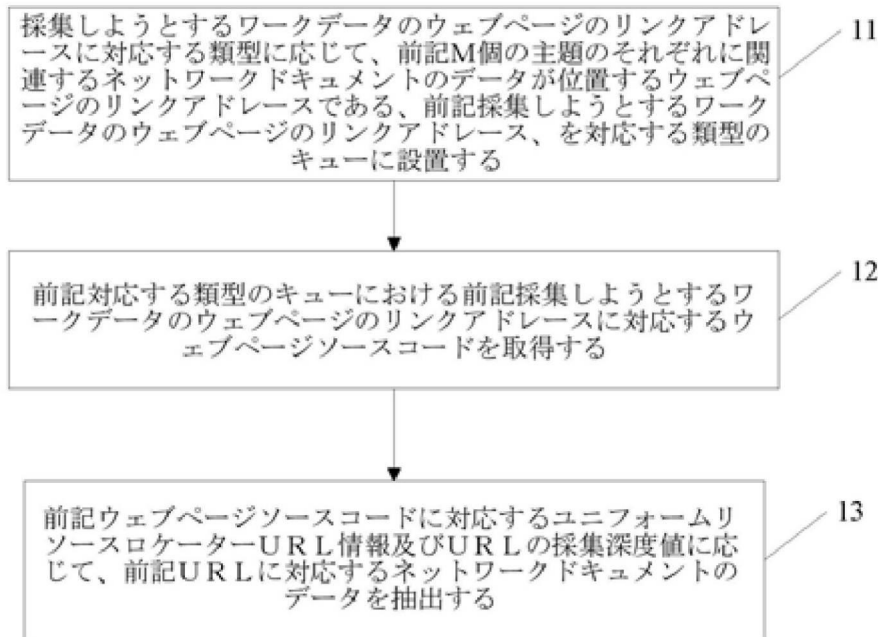 採集しようとするワークデータのウェブページのリンクアドレ
ースに対応する類型に応じて、前記M個の主題のそれぞれに関
連するネットワークドキュメントのデータが位置するウェブペ
ージのリンクアドレースである、前記採集しようとするワーク
データのウェブページのリンクアドレース、を対応する類型の
キューに設置する
11
前記対応する類型のキューにおける前記採集しようとするワ
ークデータのウェブページのリンクアドレースに対応するウ
ェブページソースコードを取得する
12
前記ウェブページソースコードに対応するユニフォームリ
ソースロケーターURL情報及びURLの採集深度値に応
じて、前記URLに対応するネットワークドキュメントの
データを抽出する
13